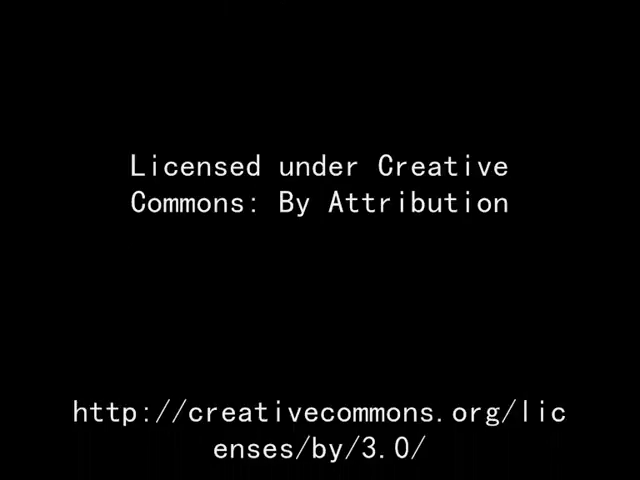 Licensed under Creative
Commons: By Attribution
http://creativecommons.org/lic
enses/by/3.0/